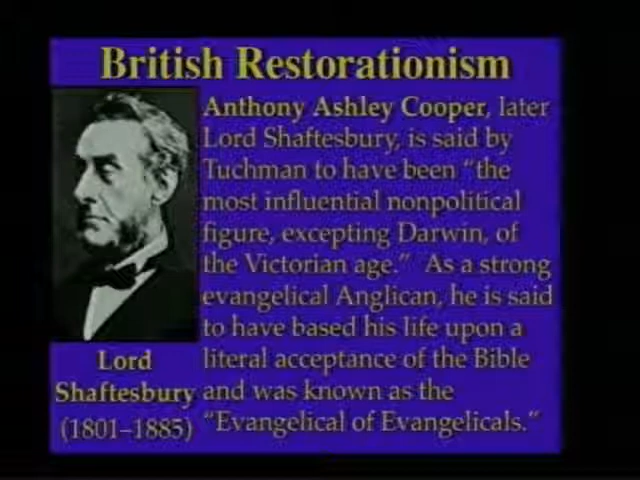 British Restorationism
Anthony Ashley Cooper, later
Lord Shaftesbury, is said by
Tuchman to have been “the
most influential nonpolitical
figure, excepting Darwin, of
the Victorian age.” As a strong
evangelical Anglican, he is said
to have based his life upon a
literal acceptance of the Bible
and was known as the
“Evangelical of Evangelicals.”
Lord
Shaftesbury
(1801–1885)